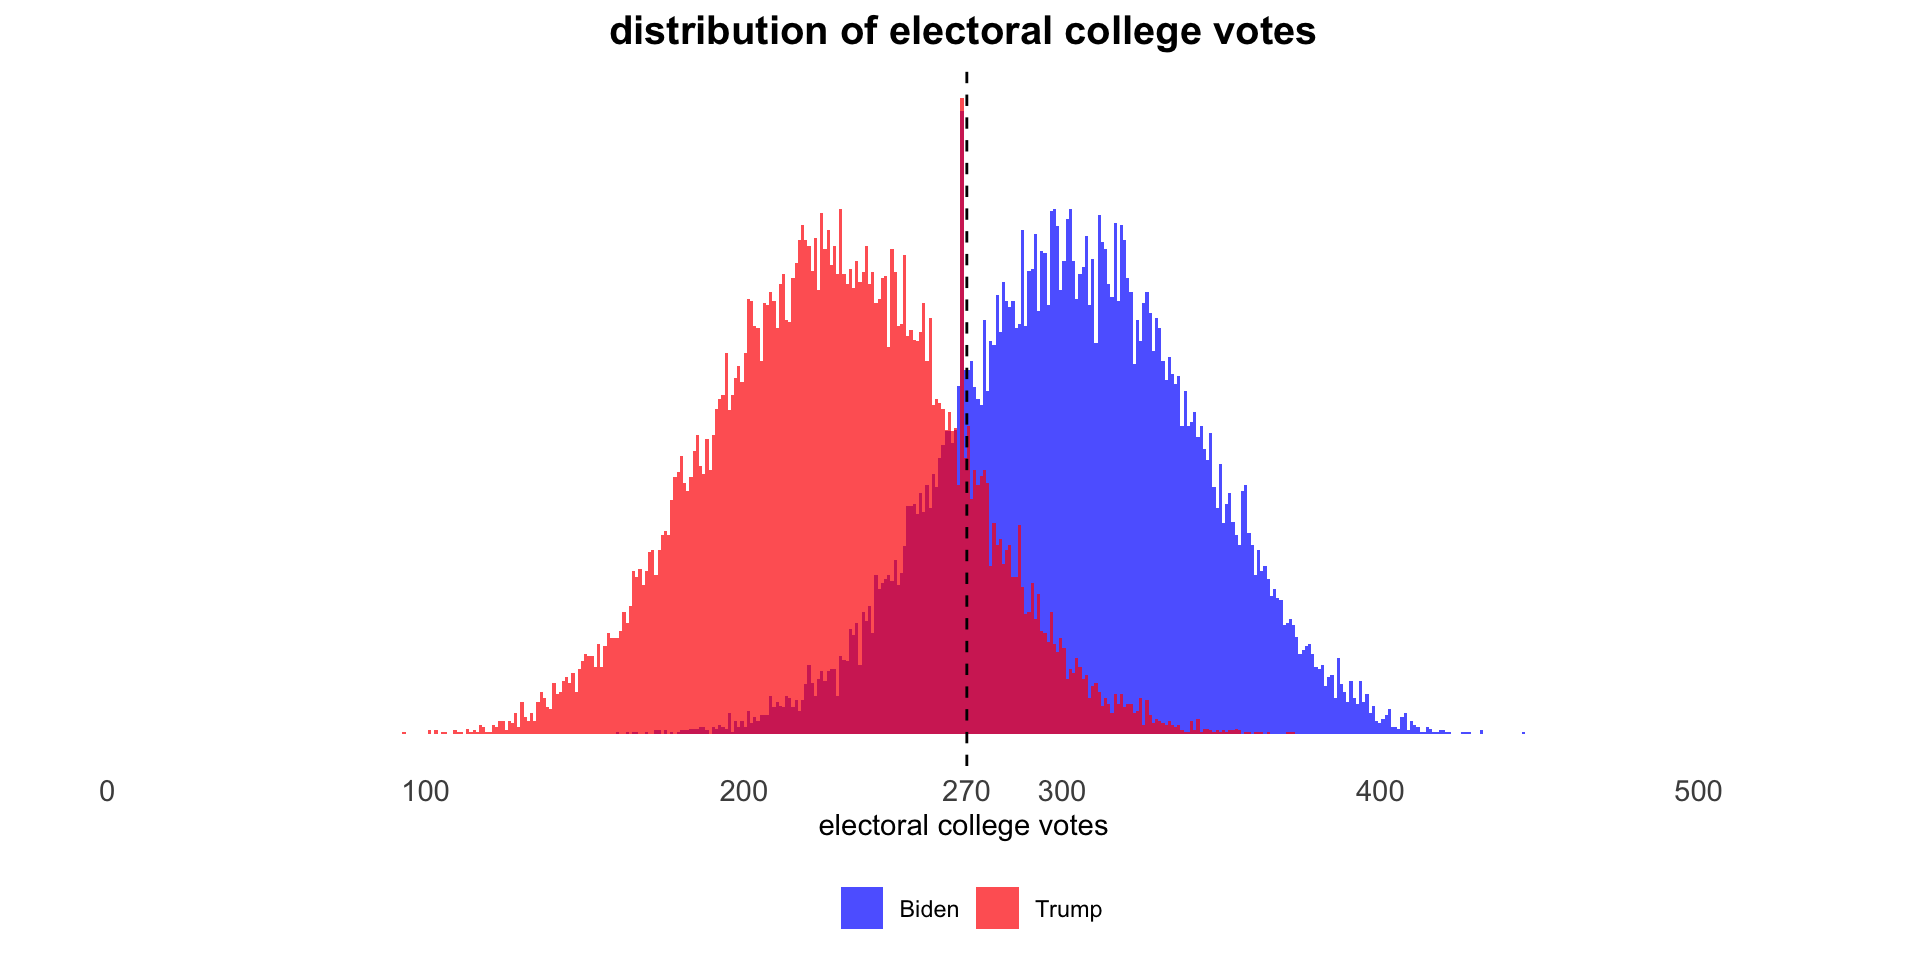 distribution of electoral college votes
0 100 200 270 300 400 500
electoral college votes
Biden Trump